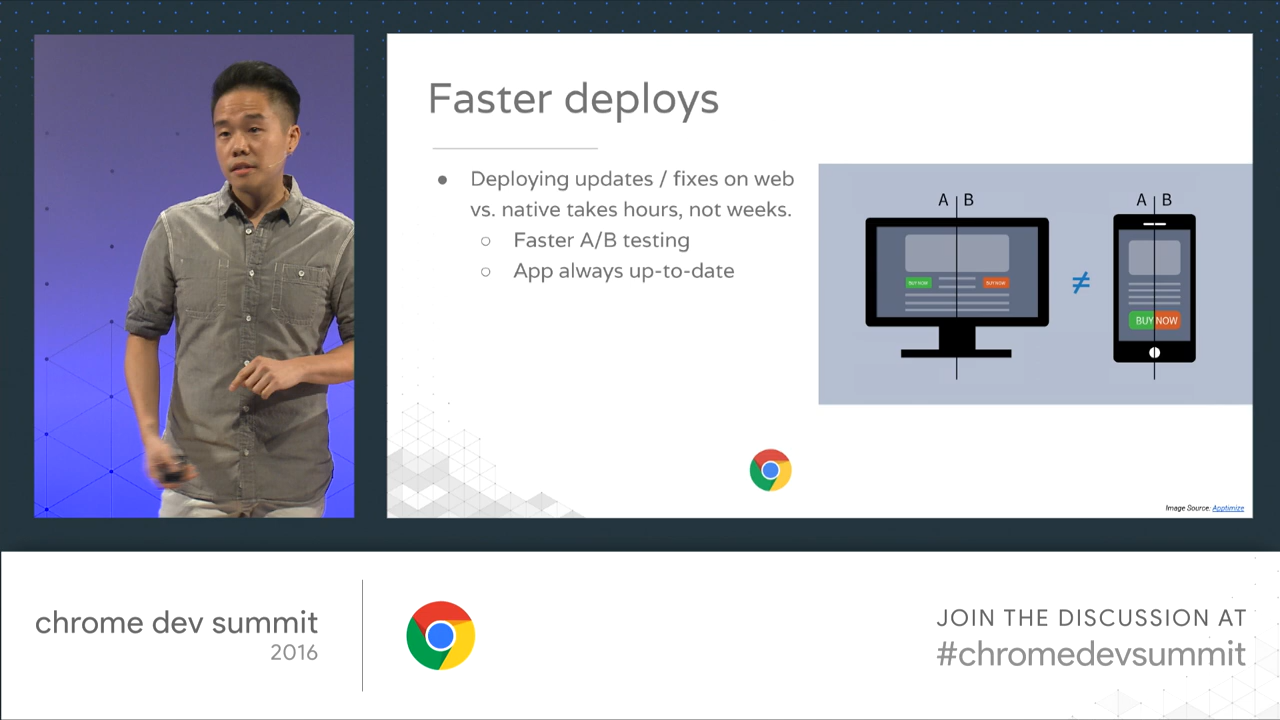 Faster deploys
● Deploying updates / fixes on web
vs. native takes hours, not weeks.
○ Faster A/B testing
○ App always up-to-date
A B
BUY NOW BUY NOW
≠
A B
BUY NOW
Image Source: Apptimize
chrome dev summit
2016
JOIN THE DISCUSSION AT
#chromedevsummit